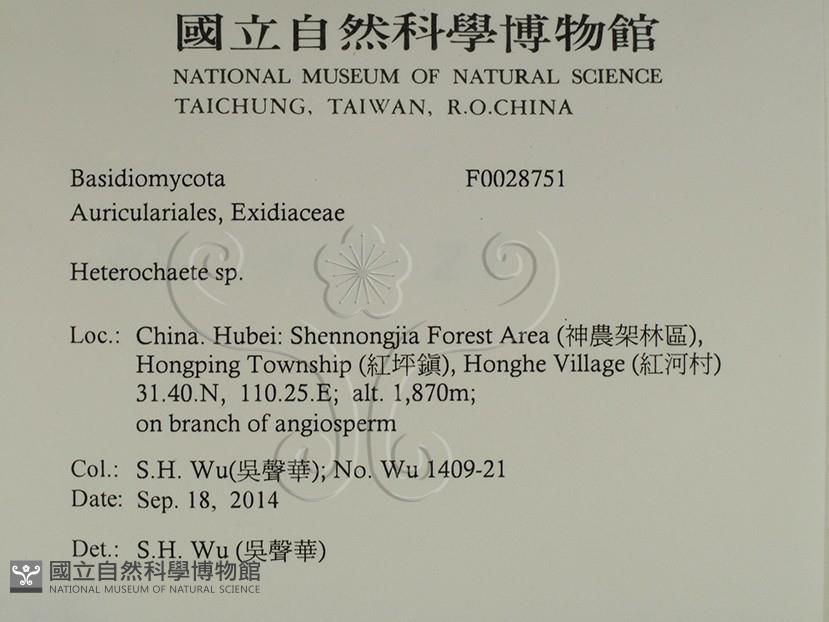 國立自然科學博物館
NATIONAL MUSEUM OF NATURAL SCIENCE
TAICHUNG, TAIWAN, R.O.CHINA
Basidiomycota F0028751
Auriculariales, Exidiaceae
Heterochaete sp.
Loc.: China. Hubei: Shennongjia Forest Area (神農架林區),
Hongping Township (紅坪鎭), Honghe Village (紅河村)
31.40.N, 110.25.E; alt. 1,870m;
on branch of angiosperm
Col.: S.H. Wu(吳聲華); No. Wu 1409-21
Date: Sep. 18, 2014
Det.: S.H. Wu (吳聲華)
國立自然科學博物館
NATIONAL MUSEUM OF NATURAL SCIENCE